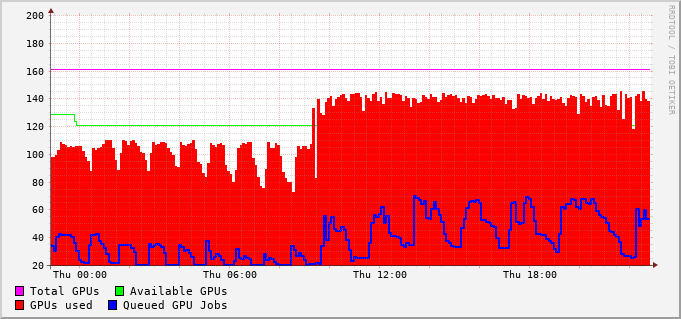 RRDTOOL / TOBI OETIKER
200
180
160
140
120
100
80
60
40
20
Thu 00:00 Thu 06:00 Thu 12:00 Thu 18:00
Total GPUs Available GPUs
GPUs used Queued GPU Jobs